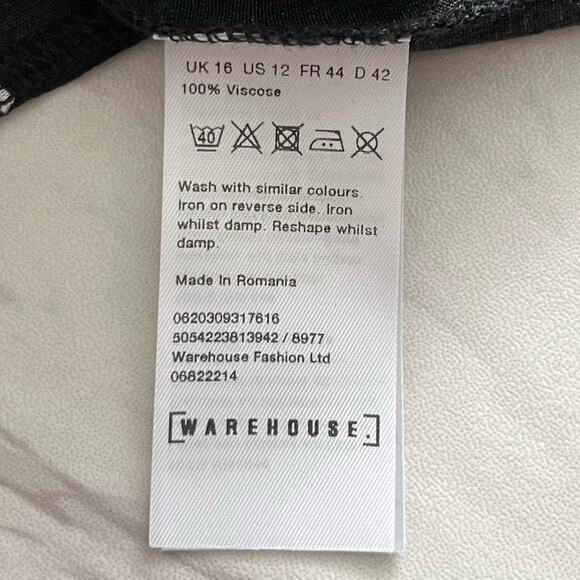 UK 16 US 12 FR 44 D 42
100% Viscose
40
Wash with similar colours.
Iron on reverse side. Iron
whilst damp. Reshape whilst
damp.
Made In Romania
0620309317616
5054223813942 / 8977
Warehouse Fashion Ltd
06822214
[WAREHOUSE.]